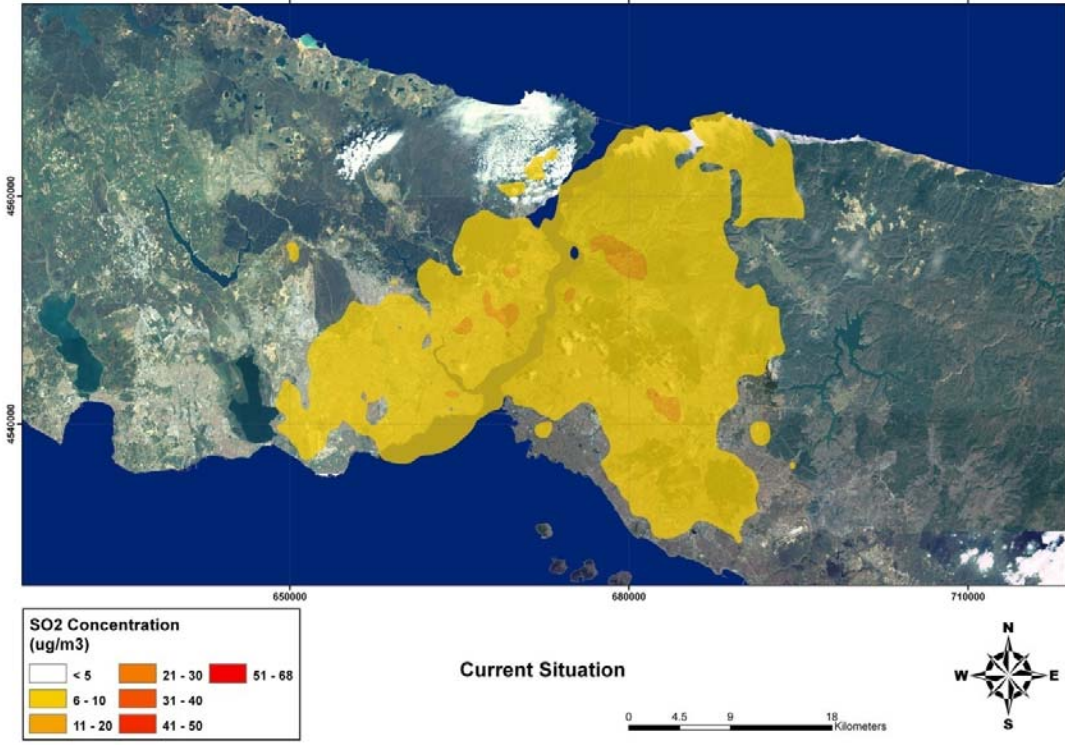 4560000
4540000
650000
680000
710000
SO2 Concentration
(ug/m3)
< 5
21 - 30
51 - 68
6 - 10
31 - 40
11 - 20
41 - 50
Current Situation
N
W
E
S
0
4.5
9
18
Kilometers